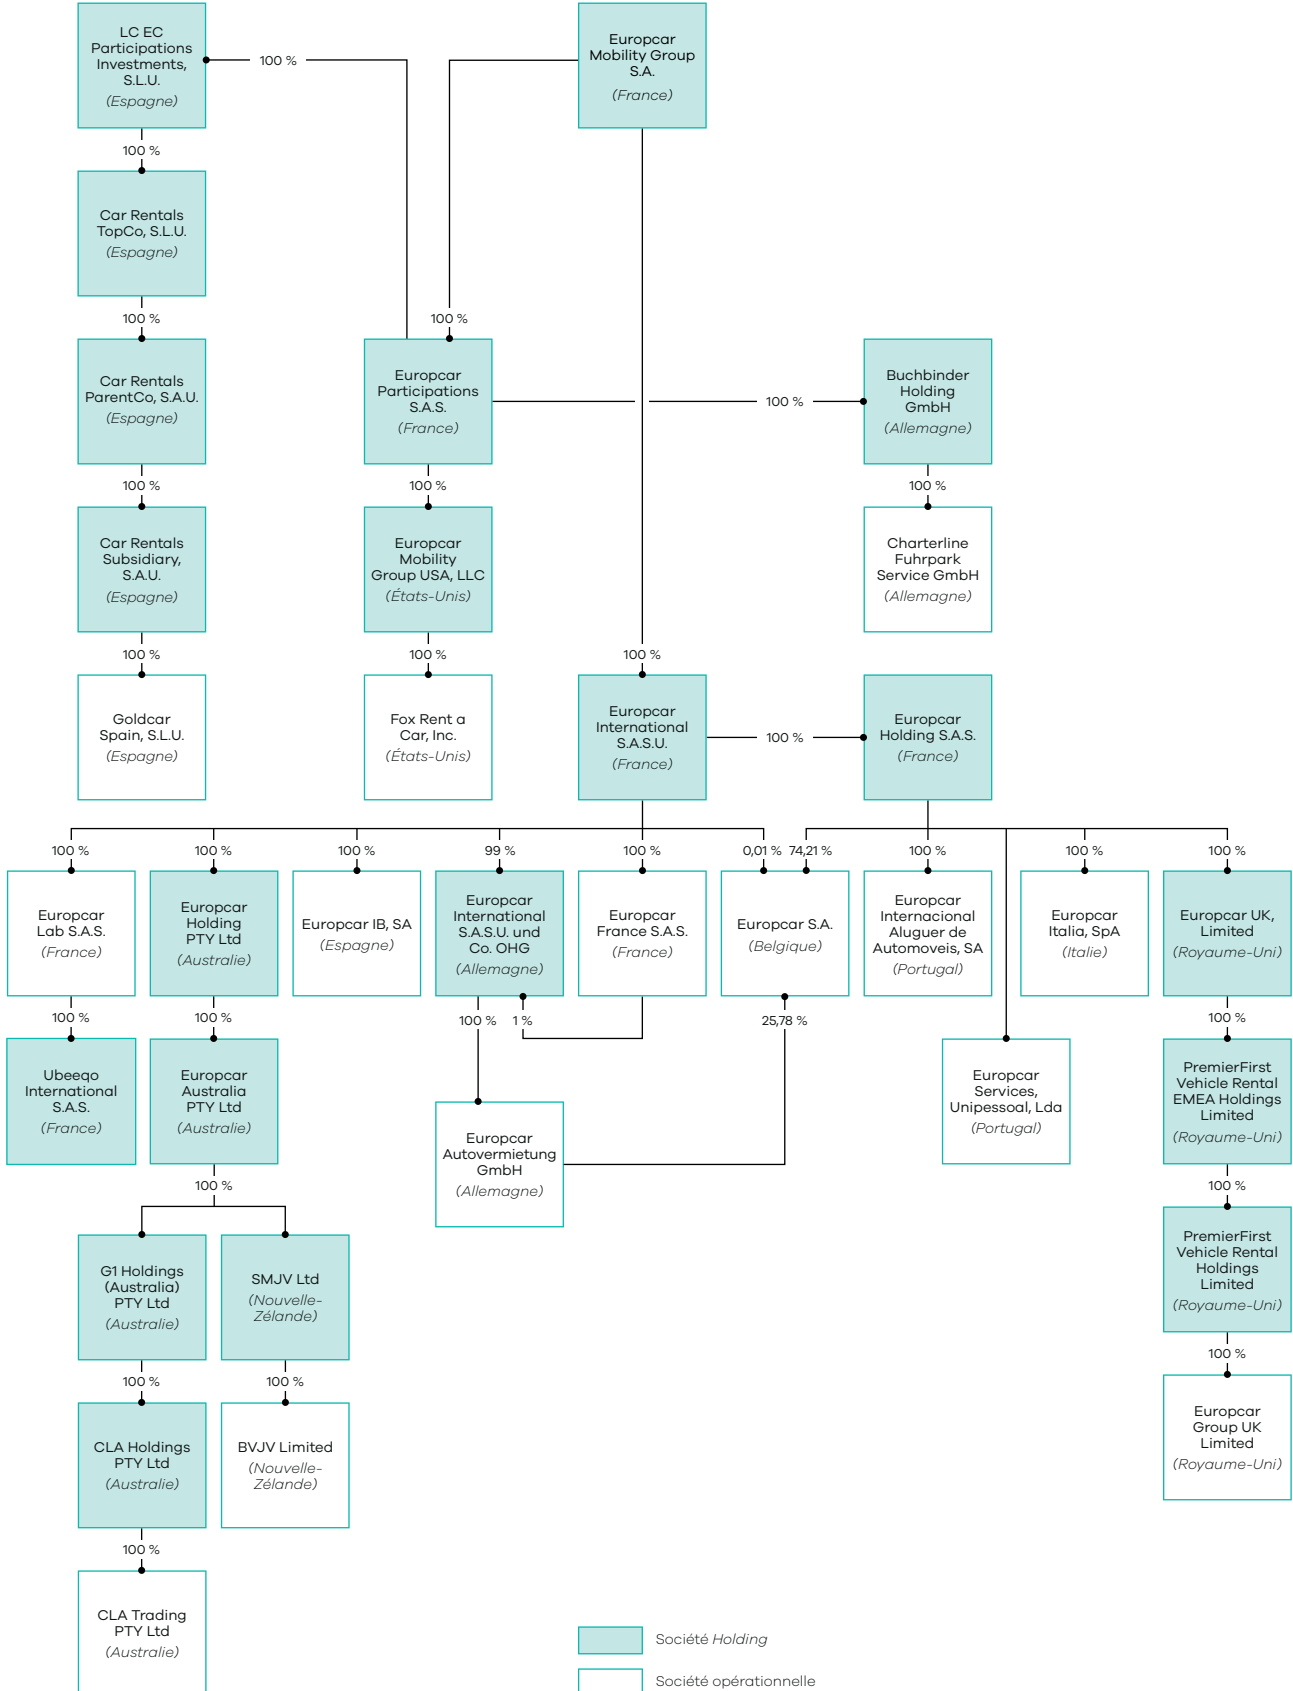 LC EC
Participations
Investments,
S.L.U.
(Espagne)
100 %
Europcar
Mobility Group
S.A.
(France)
100 %
Car Rentals
TopCo, S.L.U.
(Espagne)
100 %
100 %
Car Rentals
ParentCo, S.A.U.
(Espagne)
Europcar
Participations
S.A.S.
(France)
100 %
Buchbinder
Holding
GmbH
(Allemagne)
100 %
100 %
100 %
Car Rentals
Subsidiary,
S.A.U.
(Espagne)
Europcar
Mobility
Group USA, LLC
(États-Unis)
Charterline
Fuhrpark
Service GmbH
(Allemagne)
100 %
100 %
100 %
Goldcar
Spain, S.L.U.
(Espagne)
Fox Rent a
Car, Inc.
(États-Unis)
Europcar
International
S.A.S.U.
(France)
100 %
Europcar
Holding S.A.S.
(France)
100 %
100 %
100 %
99 %
100 %
0,01 %
74,21 %
100 %
100 %
100 %
Europcar
Lab S.A.S.
(France)
Europcar
Holding
PTY Ltd
(Australie)
Europcar IB, SA
(Espagne)
Europcar
International
S.A.S.U. und
Co. OHG
(Allemagne)
Europcar
France S.A.S.
(France)
Europcar S.A.
(Belgique)
Europcar
Internacional
Aluguer de
Automoveis, SA
(Portugal)
Europcar
Italia, SpA
(Italie)
Europcar UK,
Limited
(Royaume-Uni)
100 %
100 %
100 %
1 %
25,78 %
100 %
Ubeeqo
International
S.A.S.
(France)
Europcar
Australia
PTY Ltd
(Australie)
Europcar
Autovermietung
GmbH
(Allemagne)
Europcar
Services,
Unipessoal, Lda
(Portugal)
PremierFirst
Vehicle Rental
EMEA Holdings
Limited
(Royaume-Uni)
100 %
100 %
G1 Holdings
(Australia)
PTY Ltd
(Australie)
SMJV Ltd
(Nouvelle-
Zélande)
PremierFirst
Vehicle Rental
Holdings
Limited
(Royaume-Uni)
100 %
100 %
100 %
CLA Holdings
PTY Ltd
(Australie)
BVJV Limited
(Nouvelle-
Zélande)
Europcar
Group UK
Limited
(Royaume-Uni)
100 %
CLA Trading
PTY Ltd
(Australie)
Société Holding
Société opérationnelle